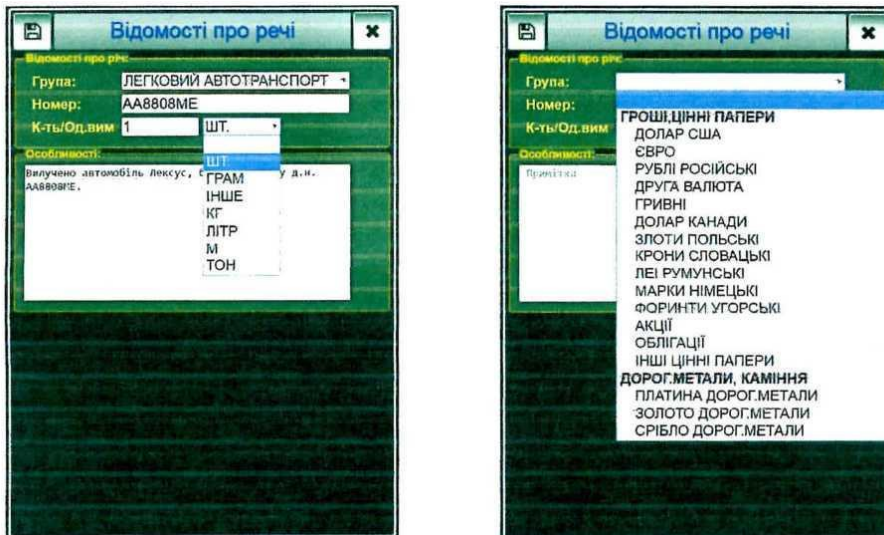 Відомості про речі
Відомості про річ:
Група: ЛЕГКОВИЙ АВТОТРАНСПОРТ
Номер: АА8808МЕ
К-ть/Од.вим 1 ШТ.
ШТ.
ГРАМ
ІНШЕ
КГ
ЛІТР
М
ТОН
Особливості:
Вилучено автомобіль Лексус, у д.н.
АА8808МЕ.
Відомості про речі
Відомості про річ:
Група:
Номер:
К-ть/Од.вим
ГРОШІ,ЦІННІ ПАПЕРИ
ДОЛАР США
ЄВРО
РУБЛІ РОСІЙСЬКІ
ДРУГА ВАЛЮТА
ГРИВНІ
ДОЛАР КАНАДИ
ЗЛОТИ ПОЛЬСЬКІ
КРОНИ СЛОВАЦЬКІ
ЛЕІ РУМУНСЬКІ
МАРКИ НІМЕЦЬКІ
ФОРИНТИ УГОРСЬКІ
АКЦІЇ
ОБЛІГАЦІЇ
ІНШІ ЦІННІ ПАПЕРИ
ДОРОГ.МЕТАЛИ, КАМІННЯ
ПЛАТИНА ДОРОГ.МЕТАЛИ
ЗОЛОТО ДОРОГ.МЕТАЛИ
СРІБЛО ДОРОГ.МЕТАЛИ
Особливості:
Примітка